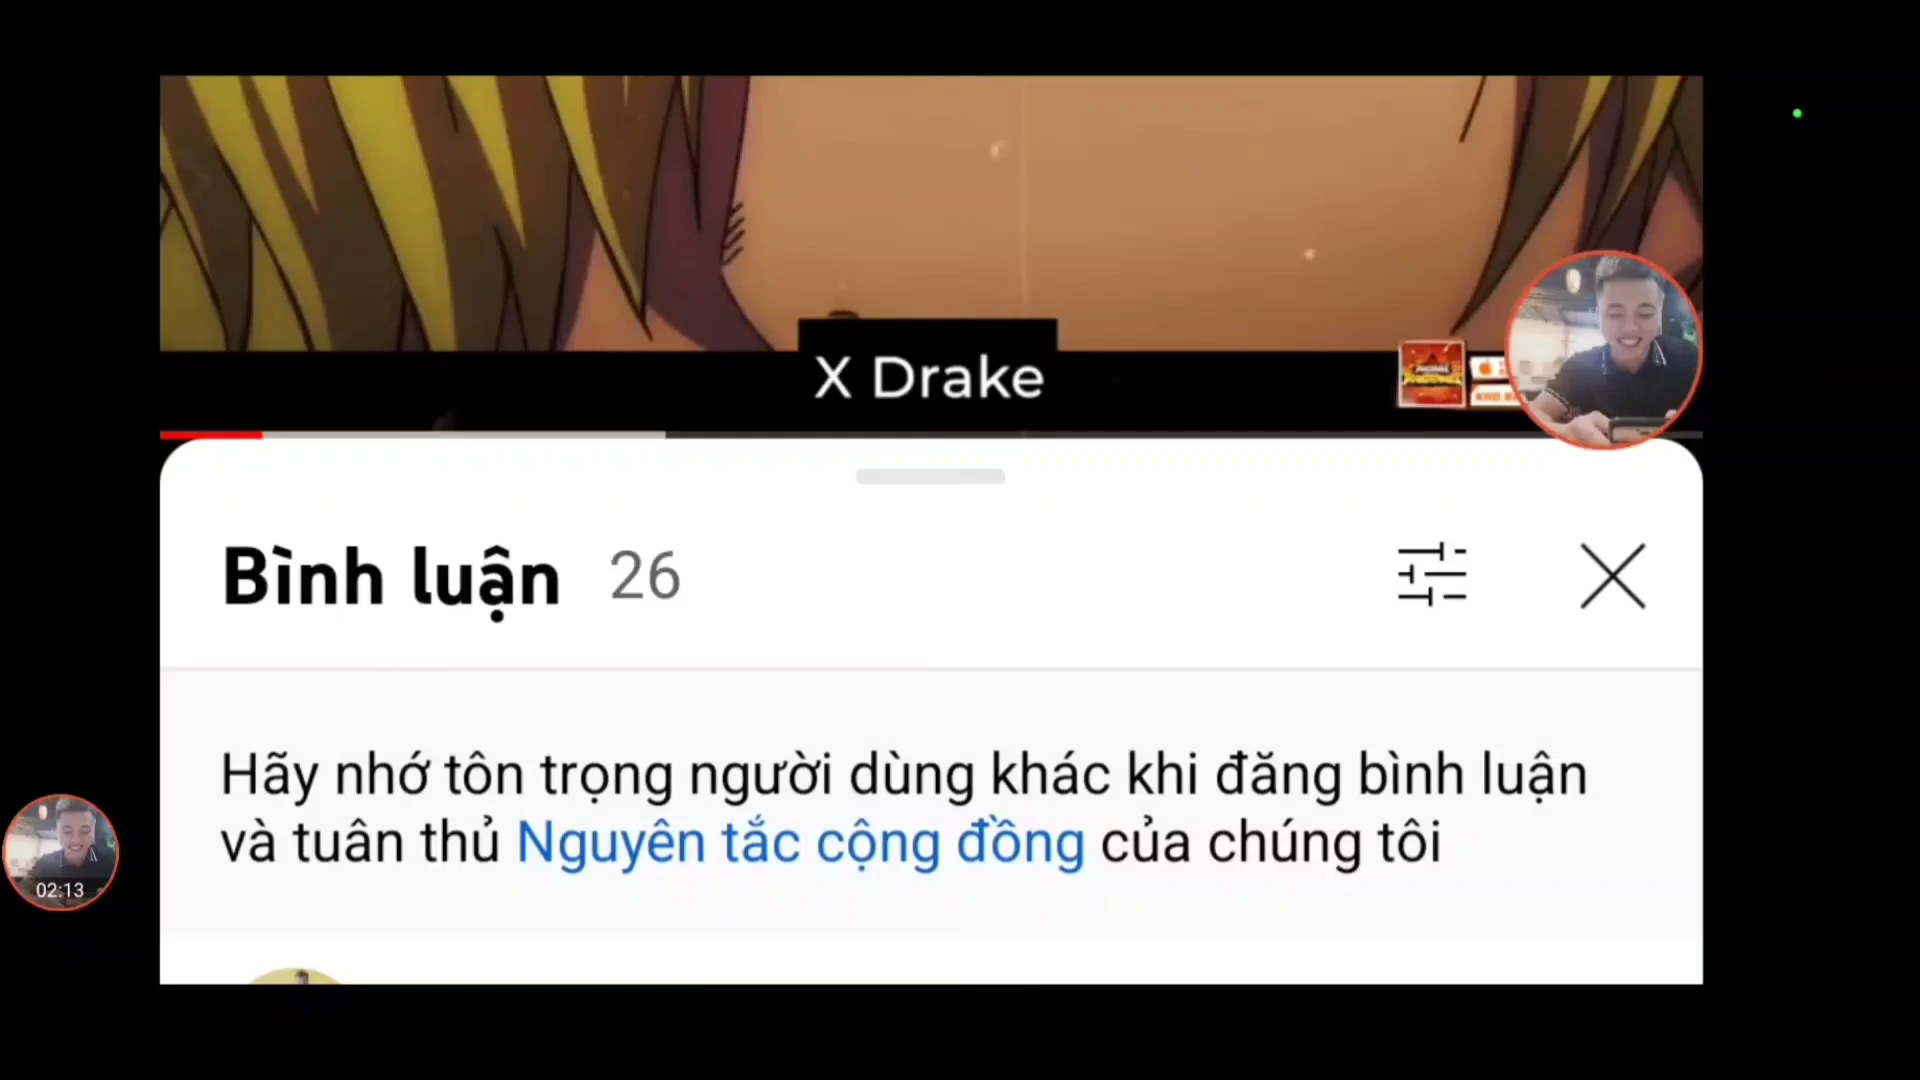 X Drake
Bình luận 26
Hãy nhớ tôn trọng người dùng khác khi đăng bình luận
và tuân thủ Nguyên tắc cộng đồng của chúng tôi
02:13